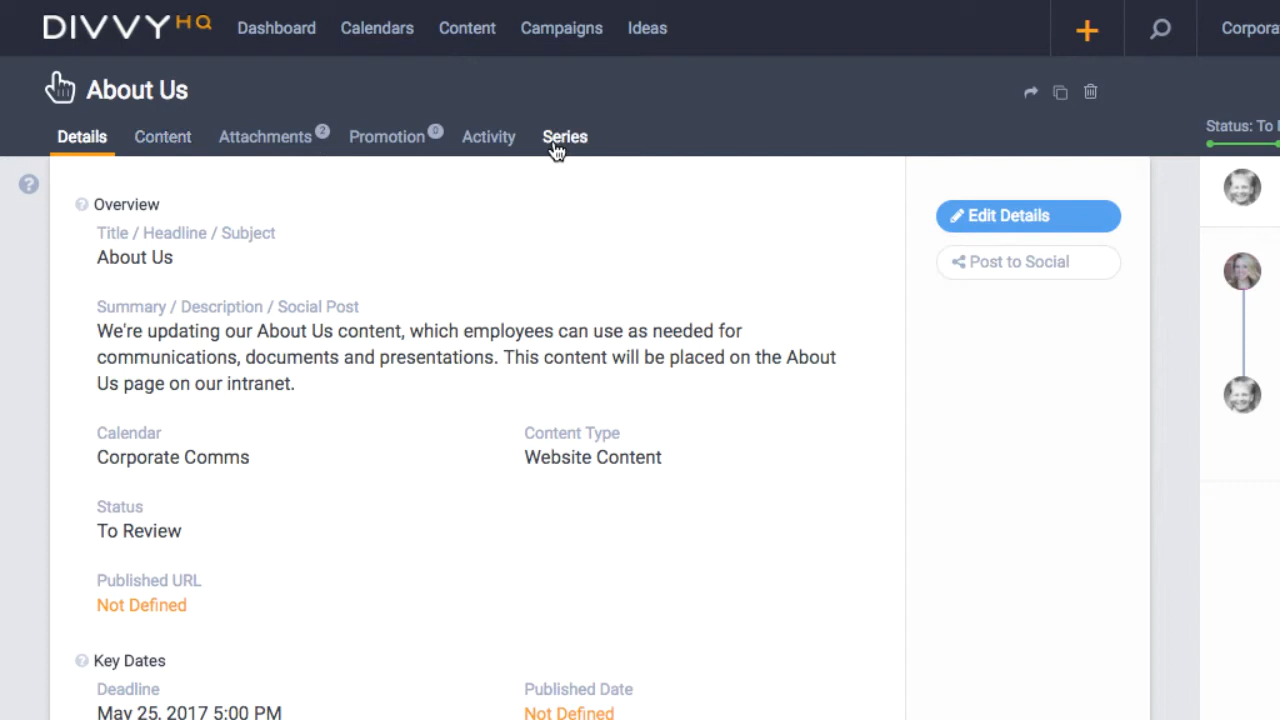 DIVVYHQ Dashboard Calendars Content Campaigns Ideas + Corpora
About Us
Status: To
Details Content Attachments 2 Promotion 0 Activity Series
? Overview
Title / Headline / Subject
About Us
Summary / Description / Social Post
We're updating our About Us content, which employees can use as needed for
communications, documents and presentations. This content will be placed on the About
Us page on our intranet.
Calendar
Corporate Comms
Content Type
Website Content
Status
To Review
Published URL
Not Defined
? Key Dates
Deadline
May 25, 2017 5:00 PM
Published Date
Not Defined
Edit Details
Post to Social